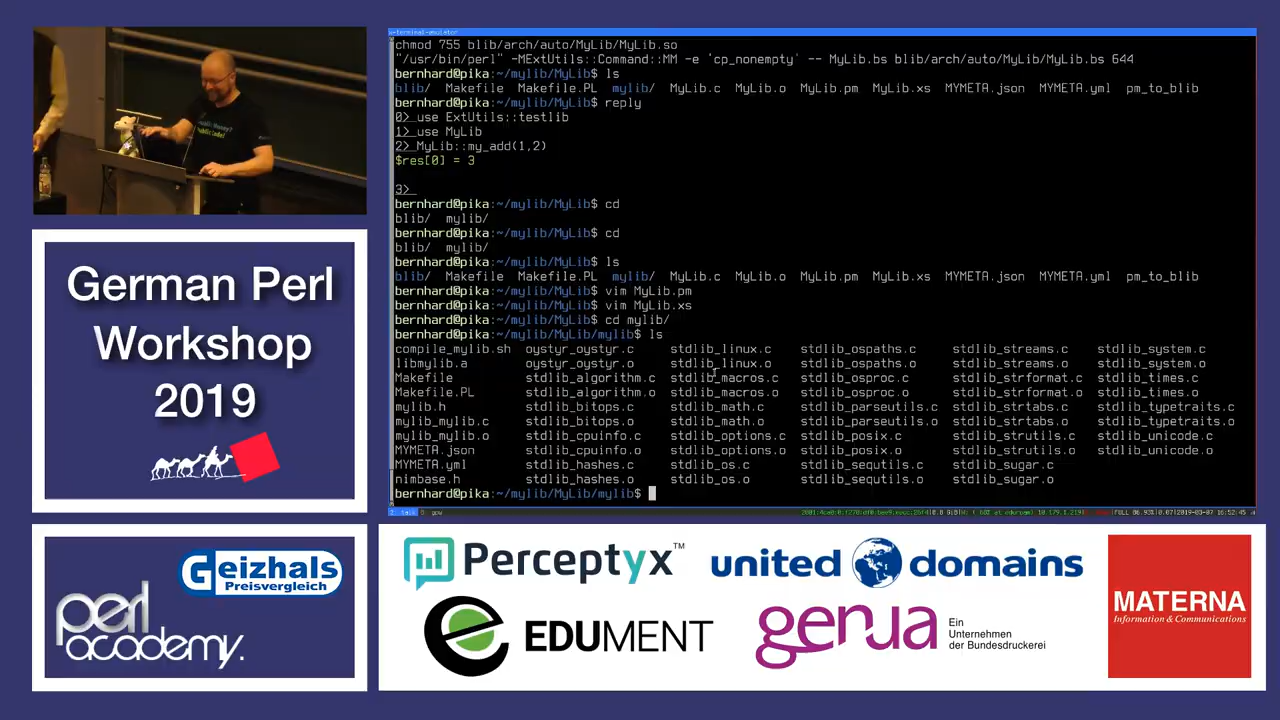 x-terminal-emulator
chmod 755 blib/arch/auto/MyLib/MyLib.so
"/usr/bin/perl" -MExtUtils::Command::MM -e 'cp_nonempty' -- MyLib.bs blib/arch/auto/MyLib/MyLib.bs 644
bernhard@pika:~/mylib/MyLib$ ls
blib/ Makefile Makefile.PL mylib/ MyLib.c MyLib.o MyLib.pm MyLib.xs MYMETA.json MYMETA.yml pm_to_blib
bernhard@pika:~/mylib/MyLib$ reply
0> use ExtUtils::testlib
1> use MyLib
2> MyLib::my_add(1,2)
$res[0] = 3
3>
bernhard@pika:~/mylib/MyLib$ cd
blib/ mylib/
bernhard@pika:~/mylib/MyLib$ cd
blib/ mylib/
bernhard@pika:~/mylib/MyLib$ ls
blib/ Makefile Makefile.PL mylib/ MyLib.c MyLib.o MyLib.pm MyLib.xs MYMETA.json MYMETA.yml pm_to_blib
bernhard@pika:~/mylib/MyLib$ vim MyLib.pm
bernhard@pika:~/mylib/MyLib$ vim MyLib.xs
bernhard@pika:~/mylib/MyLib$ cd mylib/
bernhard@pika:~/mylib/MyLib/mylib$ ls
compile_mylib.sh oystyr_oystyr.c stdlib_linux.c stdlib_ospaths.c stdlib_streams.c stdlib_system.c
libmylib.a oystyr_oystyr.o stdlib_linux.o stdlib_ospaths.o stdlib_streams.o stdlib_system.o
Makefile stdlib_algorithm.c stdlib_macros.c stdlib_osproc.c stdlib_strformat.c stdlib_times.c
Makefile.PL stdlib_algorithm.o stdlib_macros.o stdlib_osproc.o stdlib_strformat.o stdlib_times.o
mylib.h stdlib_bitops.c stdlib_math.c stdlib_parseutils.c stdlib_strtabs.c stdlib_typetraits.c
mylib_mylib.c stdlib_bitops.o stdlib_math.o stdlib_parseutils.o stdlib_strtabs.o stdlib_typetraits.o
mylib_mylib.o stdlib_cpuinfo.c stdlib_options.c stdlib_posix.c stdlib_strutils.c stdlib_unicode.c
MYMETA.json stdlib_cpuinfo.o stdlib_options.o stdlib_posix.o stdlib_strutils.o stdlib_unicode.o
MYMETA.yml stdlib_hashes.c stdlib_os.c stdlib_sequtils.c stdlib_sugar.c
nimbase.h stdlib_hashes.o stdlib_os.o stdlib_sequtils.o stdlib_sugar.o
bernhard@pika:~/mylib/MyLib/mylib$
Public Money?
Public Code!
German Perl
Workshop
2019
Geizhals
Preisvergleich
perl
academy.
Perceptyx™
united domains
EDUMENT
genua
Ein
Unternehmen
der Bundesdruckerei
MATERNA
Information & Communications